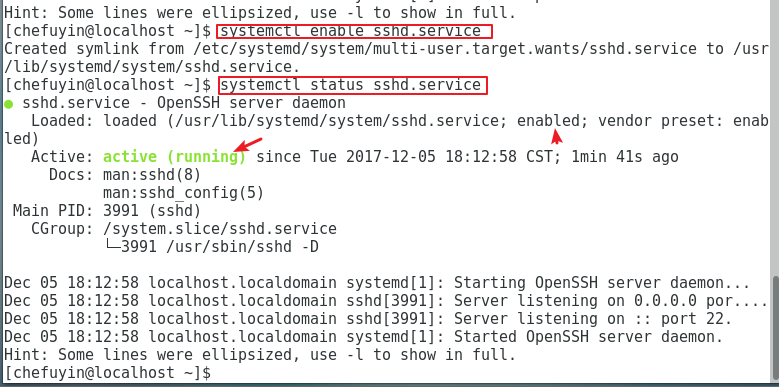 Hint: Some lines were ellipsized, use -l to show in full.
[chefuyin@localhost ~]$ systemctl enable sshd.service
Created symlink from /etc/systemd/system/multi-user.target.wants/sshd.service to /usr
/lib/systemd/system/sshd.service.
[chefuyin@localhost ~]$ systemctl status sshd.service
● sshd.service - OpenSSH server daemon
   Loaded: loaded (/usr/lib/systemd/system/sshd.service; enabled; vendor preset: enab
led)
   Active: active (running) since Tue 2017-12-05 18:12:58 CST; 1min 41s ago
     Docs: man:sshd(8)
           man:sshd_config(5)
 Main PID: 3991 (sshd)
   CGroup: /system.slice/sshd.service
           └─3991 /usr/sbin/sshd -D
Dec 05 18:12:58 localhost.localdomain systemd[1]: Starting OpenSSH server daemon...
Dec 05 18:12:58 localhost.localdomain sshd[3991]: Server listening on 0.0.0.0 por....
Dec 05 18:12:58 localhost.localdomain sshd[3991]: Server listening on :: port 22.
Dec 05 18:12:58 localhost.localdomain systemd[1]: Started OpenSSH server daemon.
Hint: Some lines were ellipsized, use -l to show in full.
[chefuyin@localhost ~]$